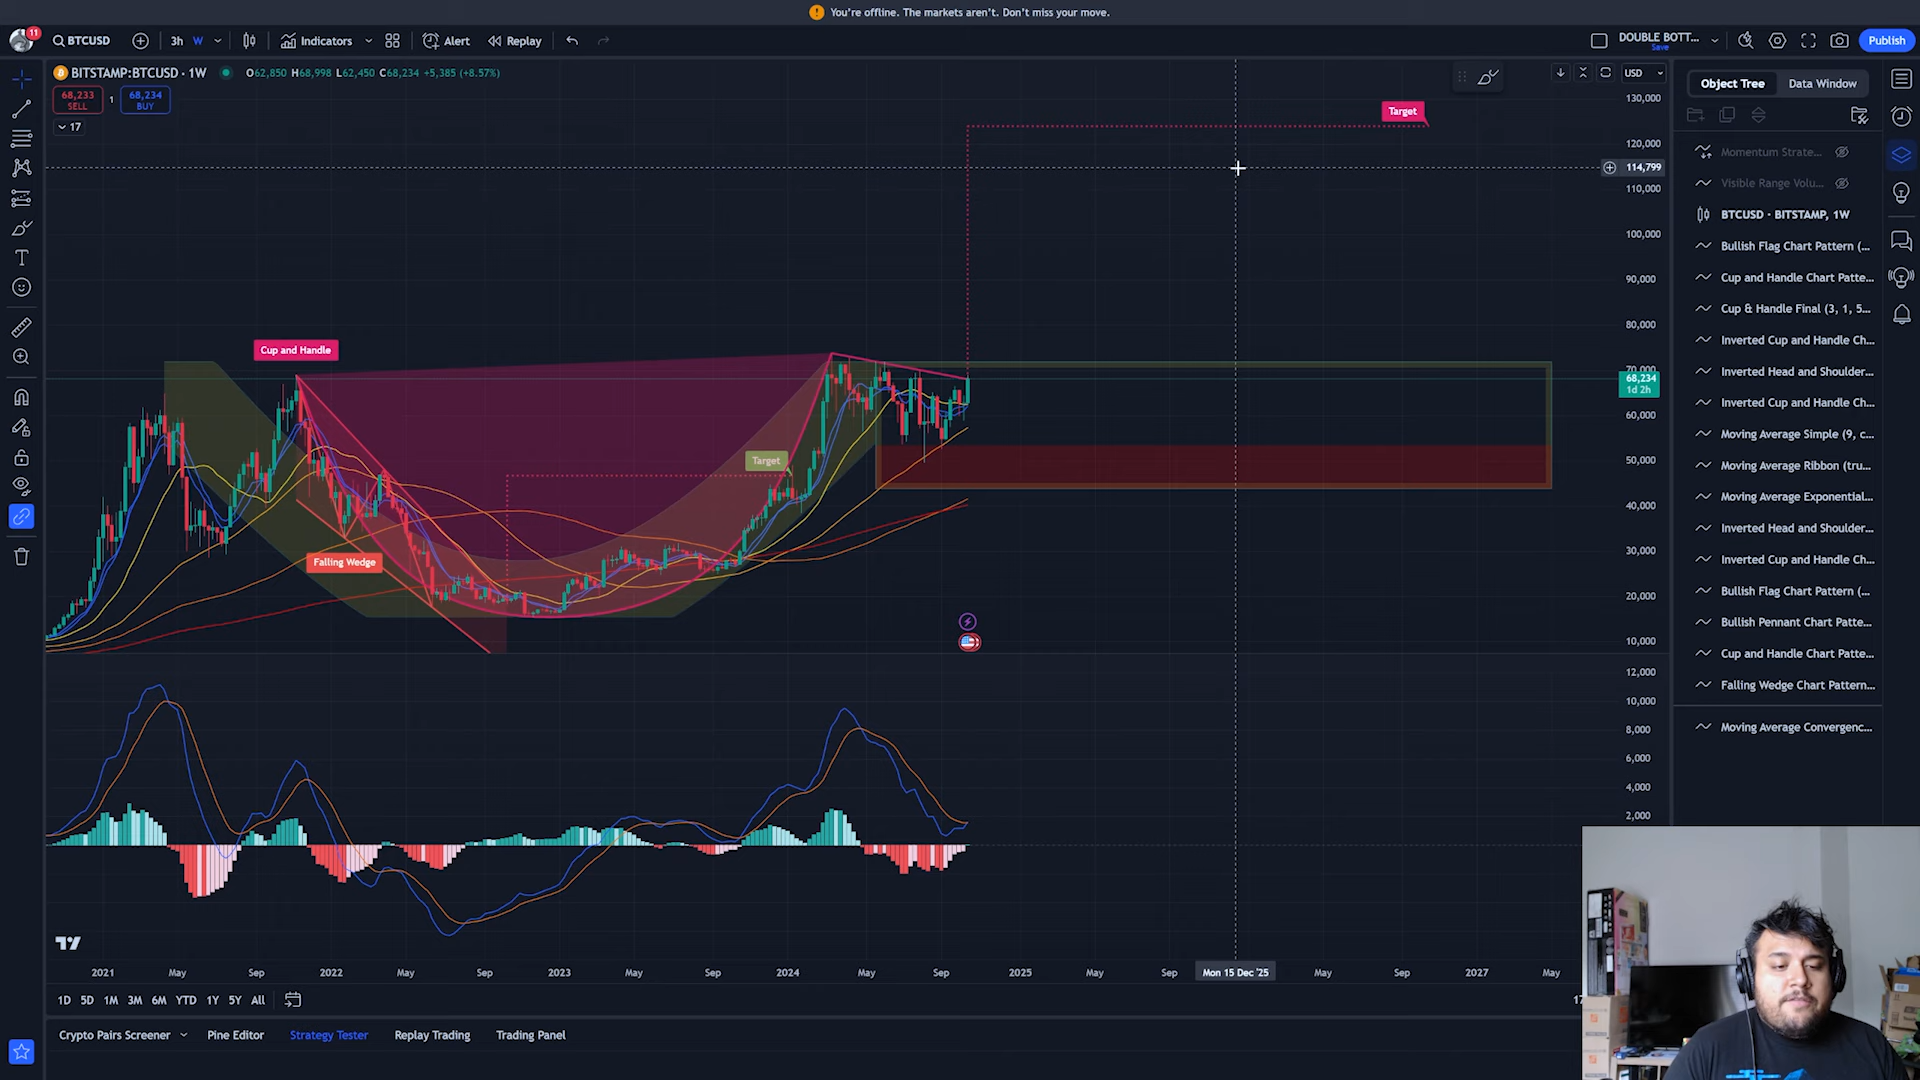 You're offline. The markets aren't. Don't miss your move.
11
BTCUSD
3h
W
Indicators
Alert
Replay
DOUBLE BOTT...
Save
Publish
BITSTAMP:BTCUSD · 1W
O62,850 H68,998 L62,450 C68,234 +5,385 (+8.57%)
68,233
SELL
1
68,234
BUY
17
USD
Object Tree
Data Window
Momentum Strate...
Visible Range Volu...
BTCUSD · BITSTAMP, 1W
Bullish Flag Chart Pattern (...
Cup and Handle Chart Patte...
Cup & Handle Final (3, 1, 5...
Inverted Cup and Handle Ch...
Inverted Head and Shoulder...
Inverted Cup and Handle Ch...
Moving Average Simple (9, c...
Moving Average Ribbon (tru...
Moving Average Exponential...
Inverted Head and Shoulder...
Inverted Cup and Handle Ch...
Bullish Flag Chart Pattern (...
Bullish Pennant Chart Patte...
Cup and Handle Chart Patte...
Falling Wedge Chart Pattern...
Moving Average Convergenc...
Target
Cup and Handle
Target
Falling Wedge
130,000
120,000
114,799
110,000
100,000
90,000
80,000
70,000
68,234
1d 2h
60,000
50,000
40,000
30,000
20,000
10,000
12,000
10,000
8,000
6,000
4,000
2,000
2021
May
Sep
2022
May
Sep
2023
May
Sep
2024
May
Sep
2025
May
Sep
Mon 15 Dec '25
May
Sep
2027
May
1D
5D
1M
3M
6M
YTD
1Y
5Y
All
17
Crypto Pairs Screener
Pine Editor
Strategy Tester
Replay Trading
Trading Panel